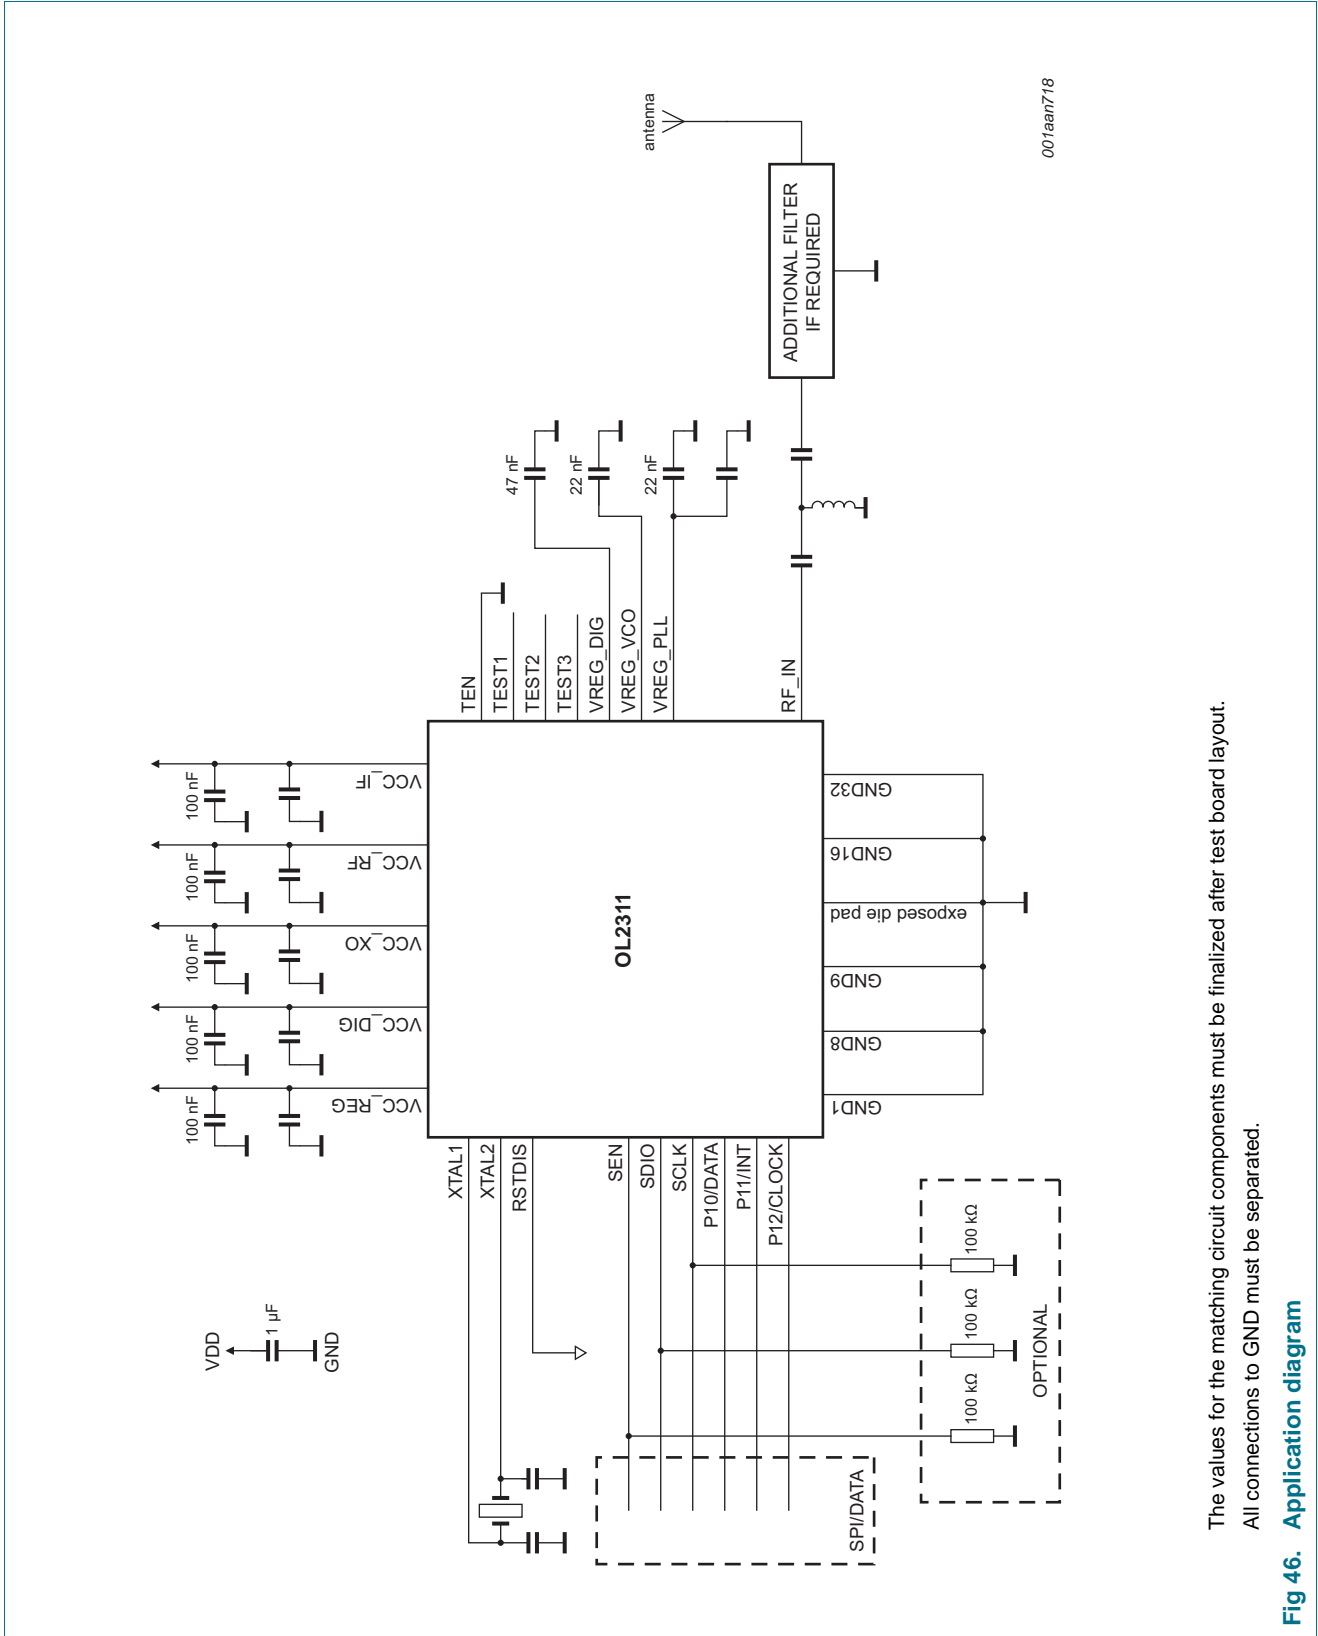 VDD
1 µF
GND
100 nF
100 nF
100 nF
100 nF
100 nF
VCC_REG
VCC_DIG
VCC_XO
VCC_RF
VCC_IF
XTAL1
XTAL2
RSTDIS
SEN
SDIO
SCLK
P10/DATA
P11/INT
P12/CLOCK
SPI/DATA
OL2311
TEN
TEST1
TEST2
TEST3
VREG_DIG
VREG_VCO
VREG_PLL
RF_IN
47 nF
22 nF
22 nF
antenna
ADDITIONAL FILTER
IF REQUIRED
GND1
GND8
GND9
exposed die pad
GND16
GND32
100 kΩ
100 kΩ
100 kΩ
OPTIONAL
001aan718
The values for the matching circuit components must be finalized after test board layout.
All connections to GND must be separated.
Fig 46. Application diagram